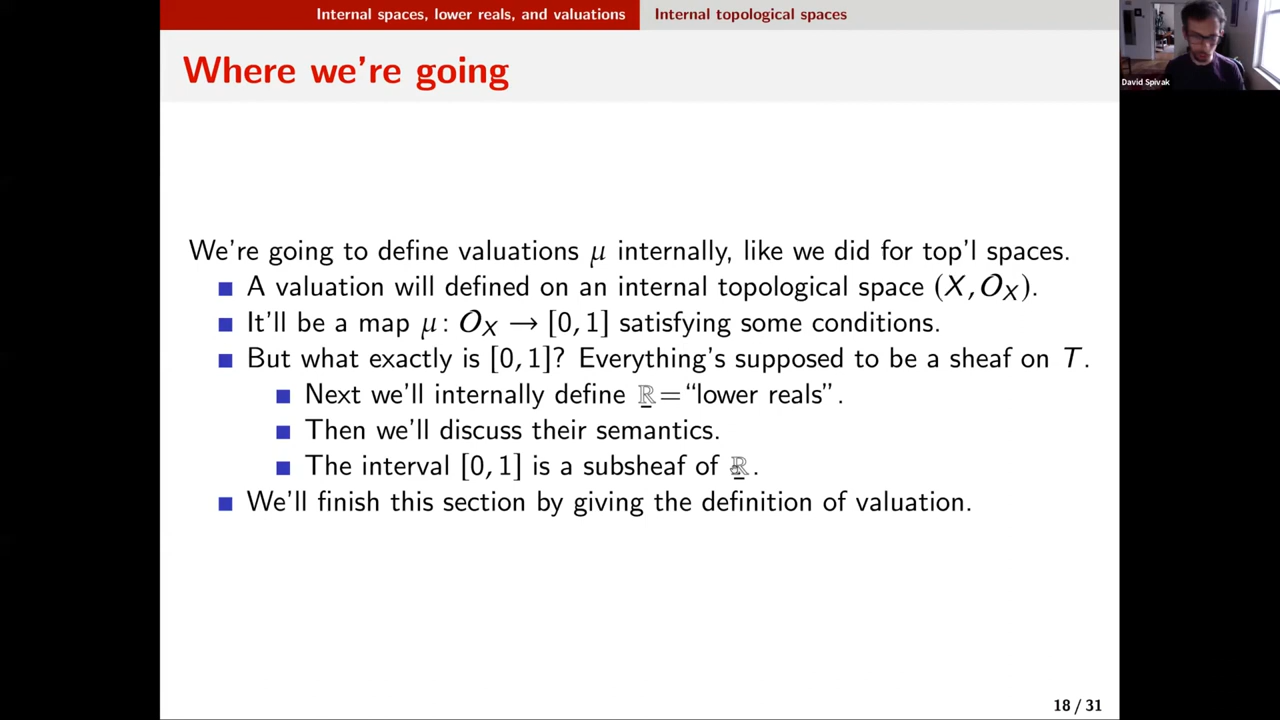 Internal spaces, lower reals, and valuations Internal topological spaces
Where we're going
David Spivak
We're going to define valuations μ internally, like we did for top'l spaces.
■ A valuation will defined on an internal topological space (X, 𝒪_X).
■ It'll be a map μ: 𝒪_X → [0, 1] satisfying some conditions.
■ But what exactly is [0, 1]? Everything's supposed to be a sheaf on T.
■ Next we'll internally define ℝ̲ = “lower reals”.
■ Then we'll discuss their semantics.
■ The interval [0, 1] is a subsheaf of ℝ̲.
■ We'll finish this section by giving the definition of valuation.
18 / 31